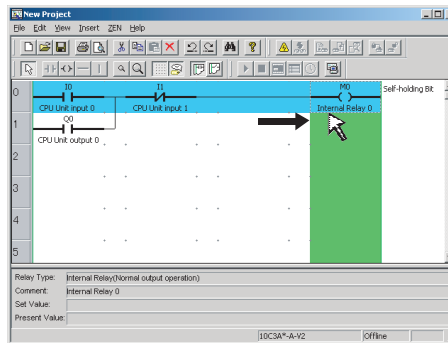 New Project
File Edit View Insert ZEN Help
0
I0
I1
M0
Self-holding Bit
CPU Unit input 0
CPU Unit input 1
Internal Relay 0
1
Q0
CPU Unit output 0
2
3
4
5
Relay Type: Internal Relay(Normal output operation)
Comment: Internal Relay 0
Set Value:
Present Value:
10C3A*-A-V2
Offline